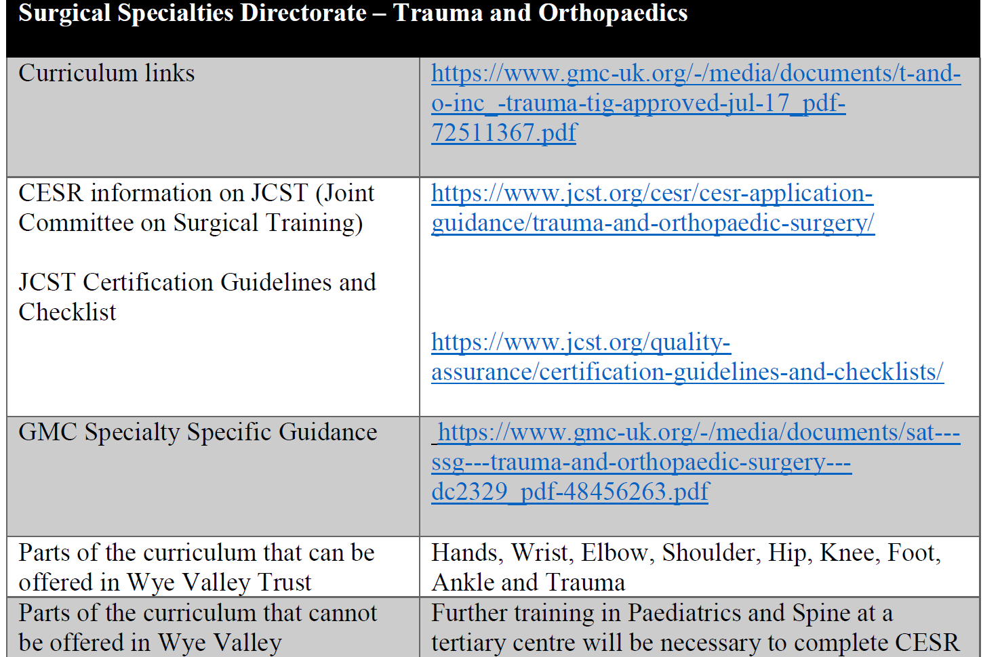 Surgical Specialties Directorate – Trauma and Orthopaedics
Curriculum links
https://www.gmc-uk.org/-/media/documents/t-and-
o-inc_-trauma-tig-approved-jul-17_pdf-
72511367.pdf
CESR information on JCST (Joint
Committee on Surgical Training)
JCST Certification Guidelines and
Checklist
https://www.jcst.org/cesr/cesr-application-
guidance/trauma-and-orthopaedic-surgery/
https://www.jcst.org/quality-
assurance/certification-guidelines-and-checklists/
GMC Specialty Specific Guidance
https://www.gmc-uk.org/-/media/documents/sat---
ssg---trauma-and-orthopaedic-surgery---
dc2329_pdf-48456263.pdf
Parts of the curriculum that can be
offered in Wye Valley Trust
Hands, Wrist, Elbow, Shoulder, Hip, Knee, Foot,
Ankle and Trauma
Parts of the curriculum that cannot
be offered in Wye Valley
Further training in Paediatrics and Spine at a
tertiary centre will be necessary to complete CESR